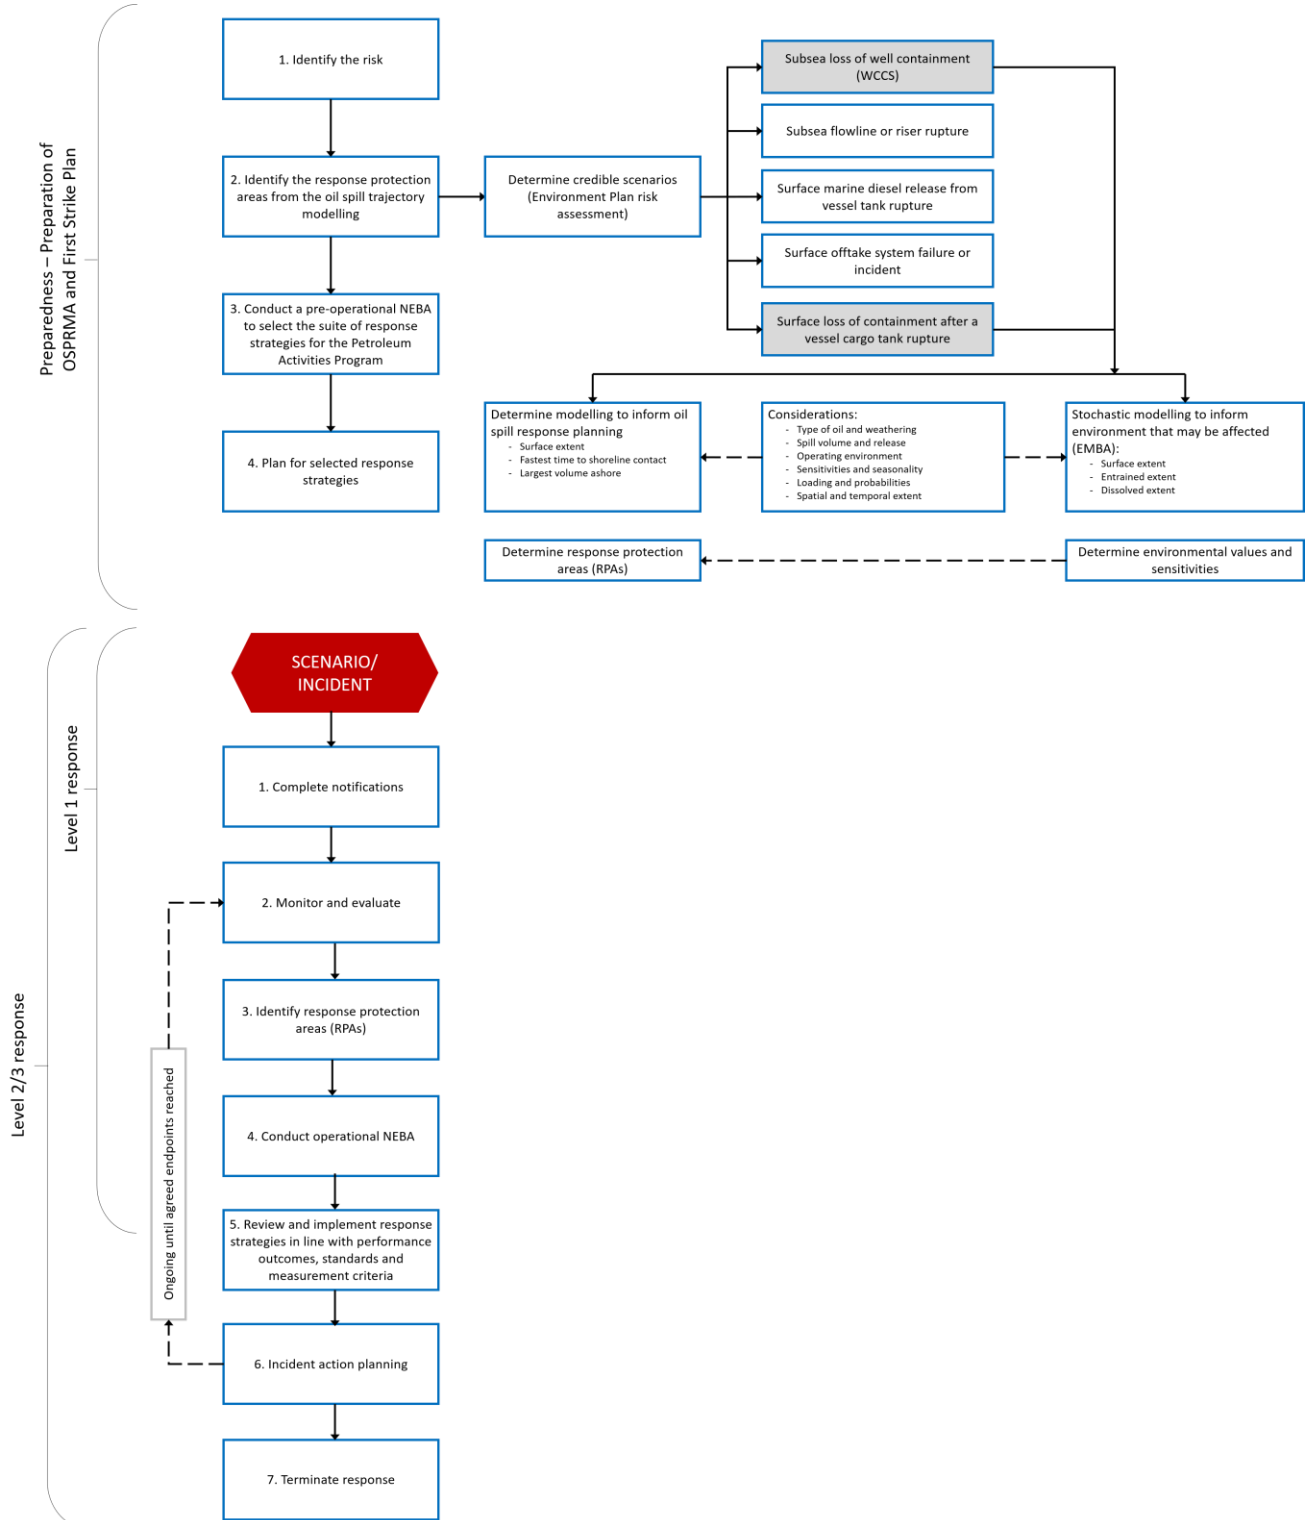 Preparedness – Preparation of
OSPRMA and First Strike Plan
1. Identify the risk
2. Identify the response protection
areas from the oil spill trajectory
modelling
3. Conduct a pre-operational NEBA
to select the suite of response
strategies for the Petroleum
Activities Program
4. Plan for selected response
strategies
Determine credible scenarios
(Environment Plan risk
assessment)
Subsea loss of well containment
(WCCS)
Subsea flowline or riser rupture
Surface marine diesel release from
vessel tank rupture
Surface offtake system failure or
incident
Surface loss of containment after a
vessel cargo tank rupture
Determine modelling to inform oil
spill response planning
- Surface extent
- Fastest time to shoreline contact
- Largest volume ashore
Considerations:
- Type of oil and weathering
- Spill volume and release
- Operating environment
- Sensitivities and seasonality
- Loading and probabilities
- Spatial and temporal extent
Stochastic modelling to inform
environment that may be affected
(EMBA):
- Surface extent
- Entrained extent
- Dissolved extent
Determine response protection
areas (RPAs)
Determine environmental values and
sensitivities
Level 2/3 response
Level 1 response
SCENARIO/
INCIDENT
1. Complete notifications
2. Monitor and evaluate
3. Identify response protection
areas (RPAs)
4. Conduct operational NEBA
5. Review and implement response
strategies in line with performance
outcomes, standards and
measurement criteria
Ongoing until agreed endpoints reached
6. Incident action planning
7. Terminate response